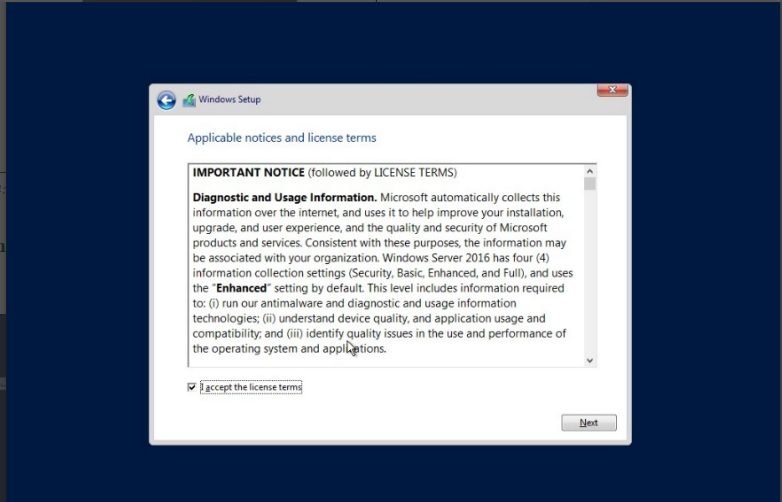 Windows Setup
Applicable notices and license terms
IMPORTANT NOTICE (followed by LICENSE TERMS)
Diagnostic and Usage Information. Microsoft automatically collects this
information over the internet, and uses it to help improve your installation,
upgrade, and user experience, and the quality and security of Microsoft
products and services. Consistent with these purposes, the information may
be associated with your organization. Windows Server 2016 has four (4)
information collection settings (Security, Basic, Enhanced, and Full), and uses
the "Enhanced" setting by default. This level includes information required
to: (i) run our antimalware and diagnostic and usage information
technologies; (ii) understand device quality, and application usage and
compatibility; and (iii) identify quality issues in the use and performance of
the operating system and applications.
I accept the license terms
Next